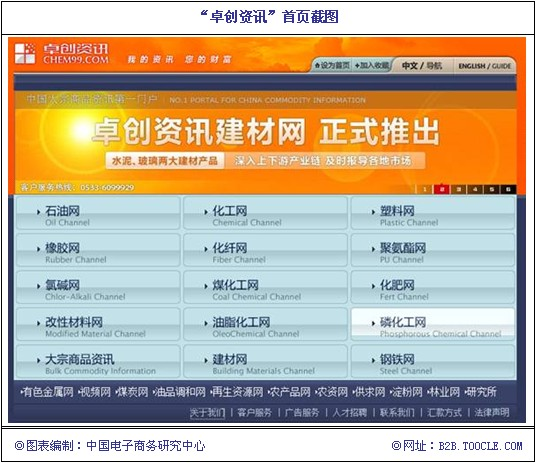 “卓创资讯”首页截图
卓创资讯
CHEM99.COM
我的资讯 您的财富
设为首页 +加入收藏 中文 / 导航 ENGLISH / GUIDE
中国大宗商品资讯第一门户 NO.1 PORTAL FOR CHINA COMMODITY INFORMATION
卓创资讯建材网 正式推出
水泥、玻璃两大建材产品 深入上下游产业链 及时报导各地市场
客户服务热线：0533-6099929
1 2 3 4 5 6
石油网 化工网 塑料网
Oil Channel Chemical Channel Plastic Channel
橡胶网 化纤网 聚氨酯网
Rubber Channel Fiber Channel PU Channel
氯碱网 煤化工网 化肥网
Chlor-Alkali Channel Coal Chemical Channel Fert Channel
改性材料网 油脂化工网 磷化工网
Modified Material Channel OleoChemical Channel Phosphorous Chemical Channel
大宗商品资讯 建材网 钢铁网
Bulk Commodity Information Building Materials Channel Steel Channel
·有色金属网 ·视频网 ·煤炭网 ·油品调和网 ·再生资源网 ·农产品网 ·农资网 ·供求网 ·淀粉网 ·林业网 ·研究所
关于我们 | 客户服务 | 广告服务 | 人才招聘 | 联系我们 | 汇款方式 | 法律声明
◎图表编制：中国电子商务研究中心 ◎网址：B2B.TOOCLE.COM